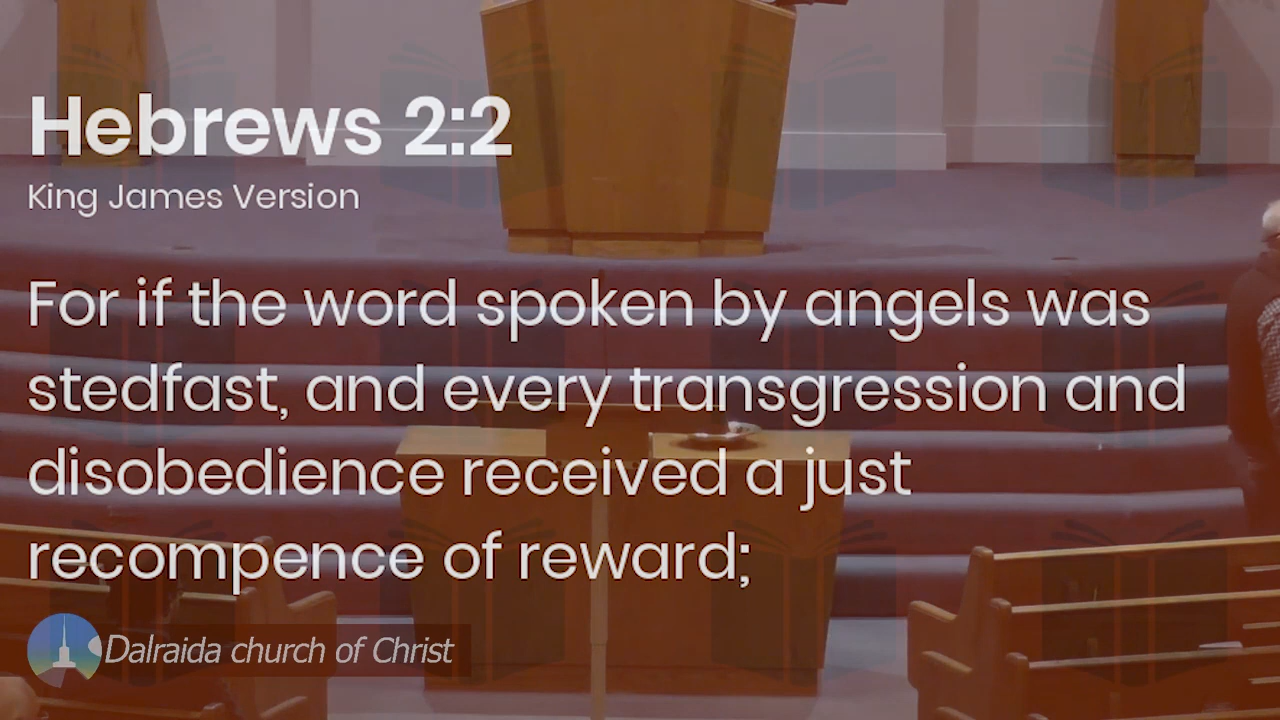 Hebrews 2:2
King James Version
For if the word spoken by angels was
stedfast, and every transgression and
disobedience received a just
recompence of reward;
Dalraida church of Christ